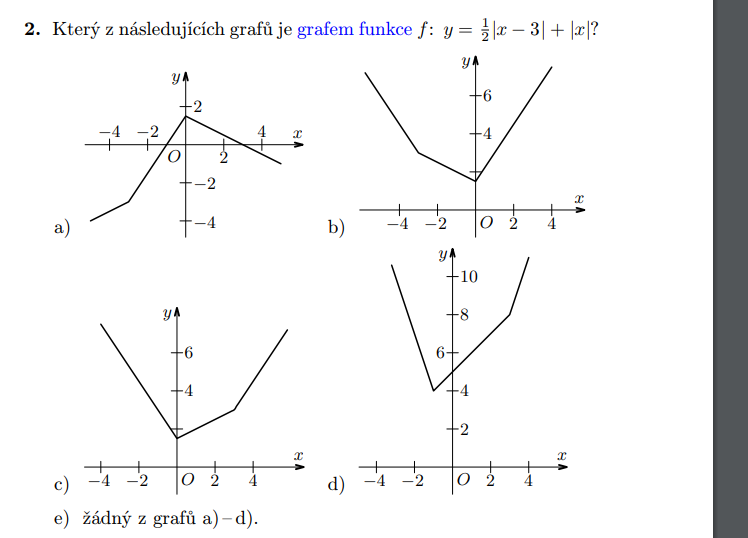 2. Který z následujících grafů je grafem funkce f: y = ½|x − 3| + |x|?
a)
y
2
−4 −2 4 x
O 2
−2
−4
b)
y
6
4
x
−4 −2 O 2 4
c)
y
6
4
x
−4 −2 O 2 4
d)
y
10
8
6
4
2
x
−4 −2 O 2 4
e) žádný z grafů a)–d).